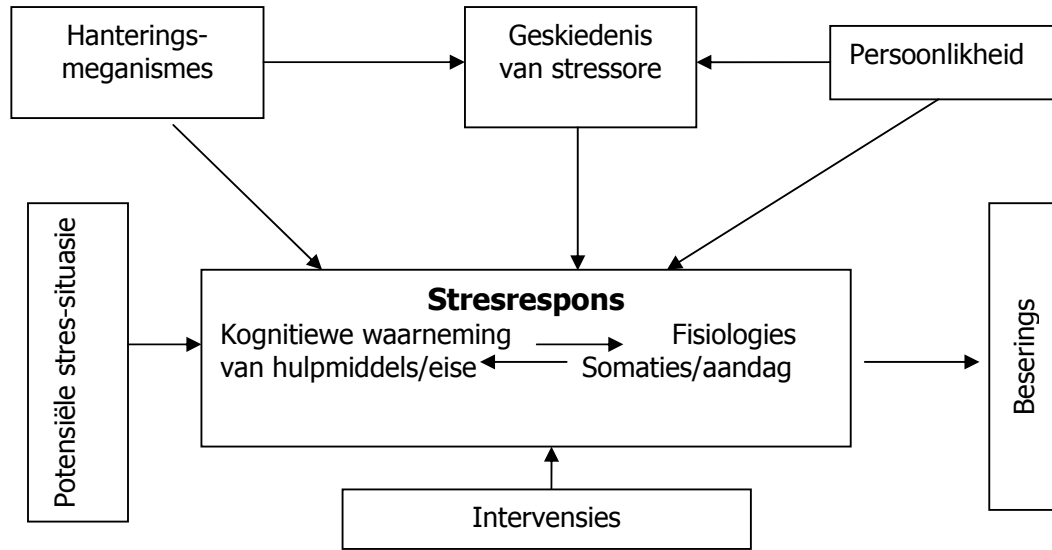 Hanterings-
meganismes
Geskiedenis
van stressore
Persoonlikheid
Potensiële stres-situasie
Stresrespons
Kognitiewe waarneming
van hulpmiddels/eise
Fisiologies
Somaties/aandag
Beserings
Intervensies